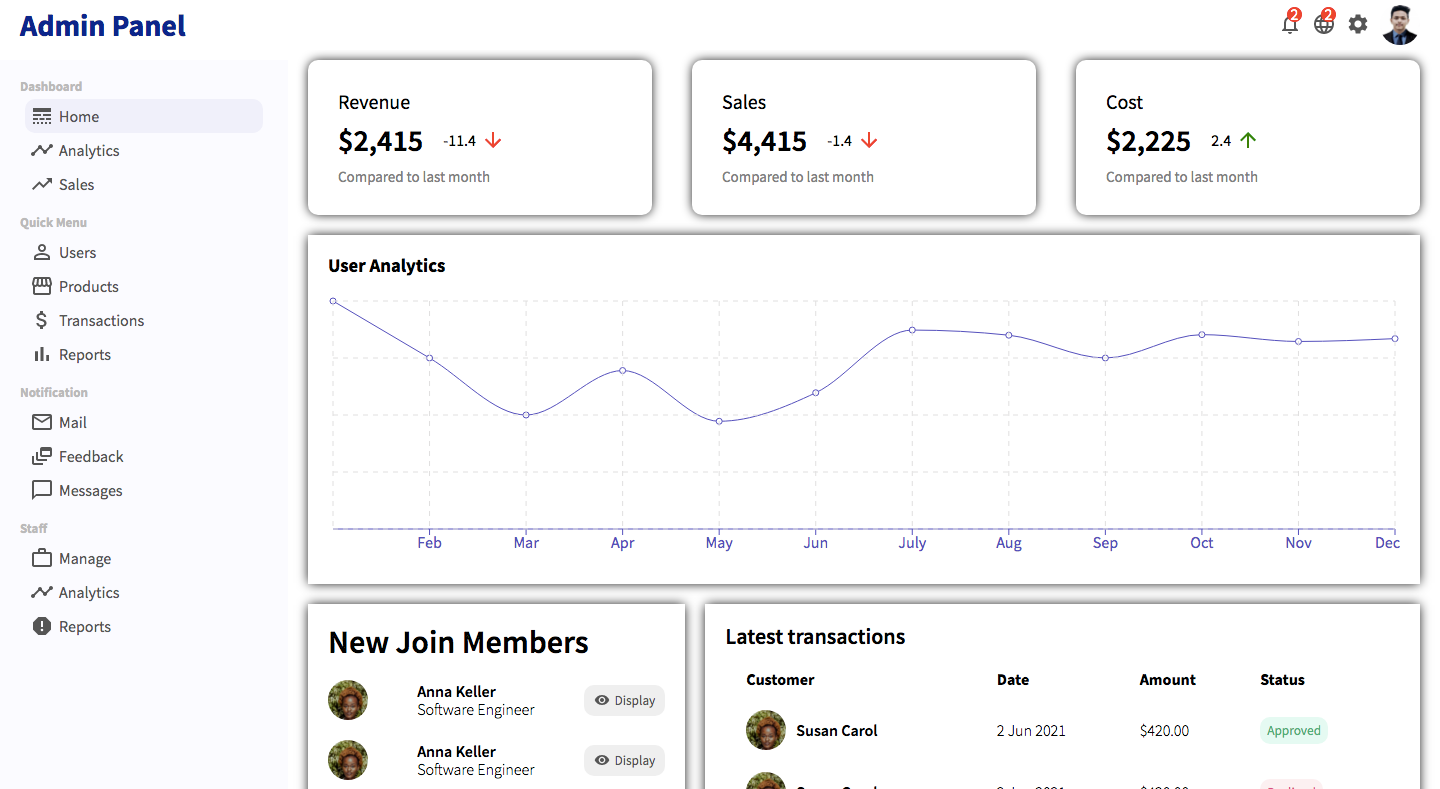 Admin Panel
2
2
Dashboard
Home
Analytics
Sales
Quick Menu
Users
Products
Transactions
Reports
Notification
Mail
Feedback
Messages
Staff
Manage
Analytics
Reports
Revenue
$2,415 -11.4
Compared to last month
Sales
$4,415 -1.4
Compared to last month
Cost
$2,225 2.4
Compared to last month
User Analytics
Feb Mar Apr May Jun July Aug Sep Oct Nov Dec
New Join Members
Anna Keller
Software Engineer
Display
Anna Keller
Software Engineer
Display
Latest transactions
Customer Date Amount Status
Susan Carol 2 Jun 2021 $420.00 Approved